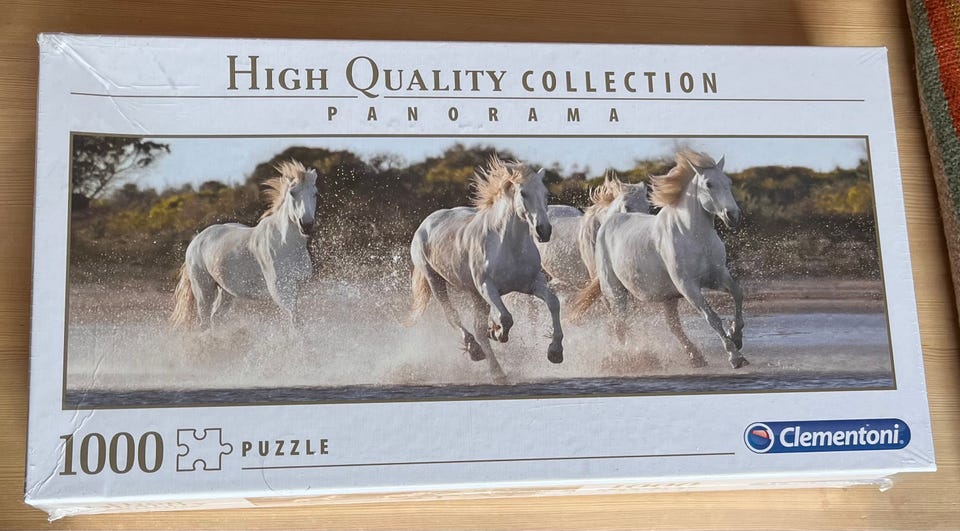 HIGH QUALITY COLLECTION
PANORAMA
1000 PUZZLE
Clementoni